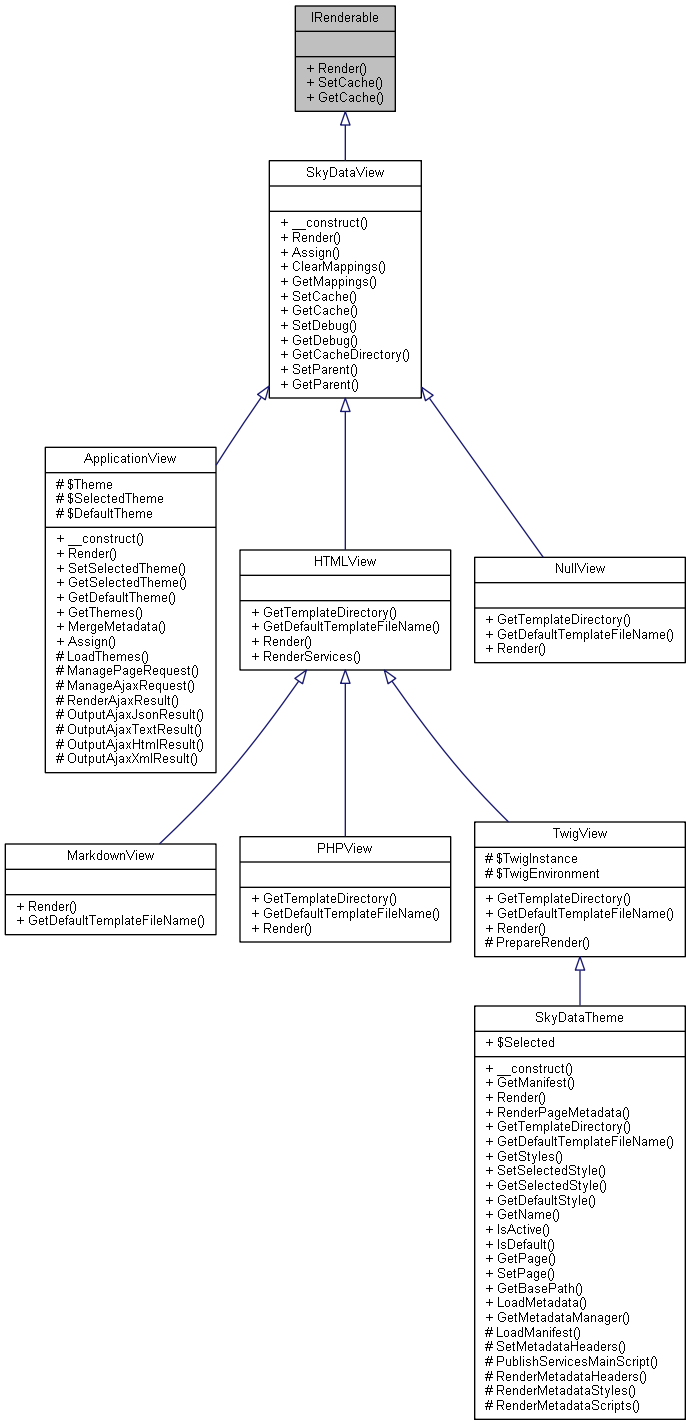 IRenderable
+ Render()
+ SetCache()
+ GetCache()
SkyDataView
+ __construct()
+ Render()
+ Assign()
+ ClearMappings()
+ GetMappings()
+ SetCache()
+ GetCache()
+ SetDebug()
+ GetDebug()
+ GetCacheDirectory()
+ SetParent()
+ GetParent()
ApplicationView
# $Theme
# $SelectedTheme
# $DefaultTheme
+ __construct()
+ Render()
+ SetSelectedTheme()
+ GetSelectedTheme()
+ GetDefaultTheme()
+ GetThemes()
+ MergeMetadata()
+ Assign()
# LoadThemes()
# ManagePageRequest()
# ManageAjaxRequest()
# RenderAjaxResult()
# OutputAjaxJsonResult()
# OutputAjaxTextResult()
# OutputAjaxHtmlResult()
# OutputAjaxXmlResult()
HTMLView
+ GetTemplateDirectory()
+ GetDefaultTemplateFileName()
+ Render()
+ RenderServices()
NullView
+ GetTemplateDirectory()
+ GetDefaultTemplateFileName()
+ Render()
MarkdownView
+ Render()
+ GetDefaultTemplateFileName()
PHPView
+ GetTemplateDirectory()
+ GetDefaultTemplateFileName()
+ Render()
TwigView
# $TwigInstance
# $TwigEnvironment
+ GetTemplateDirectory()
+ GetDefaultTemplateFileName()
+ Render()
# PrepareRender()
SkyDataTheme
+ $Selected
+ __construct()
+ GetManifest()
+ Render()
+ RenderPageMetadata()
+ GetTemplateDirectory()
+ GetDefaultTemplateFileName()
+ GetStyles()
+ SetSelectedStyle()
+ GetSelectedStyle()
+ GetDefaultStyle()
+ GetName()
+ IsActive()
+ IsDefault()
+ GetPage()
+ SetPage()
+ GetBasePath()
+ LoadMetadata()
+ GetMetadataManager()
# LoadManifest()
# SetMetadataHeaders()
# PublishServicesMainScript()
# RenderMetadataHeaders()
# RenderMetadataStyles()
# RenderMetadataScripts()